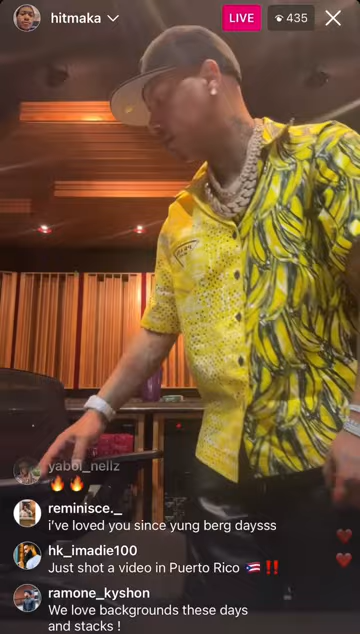 hitmaka
LIVE
435
yaboi_nellz
🔥🔥
reminisce._
i've loved you since yung berg daysss
hk_imadie100
Just shot a video in Puerto Rico 🇵🇷‼️
ramone_kyshon
We love backgrounds these days
and stacks !